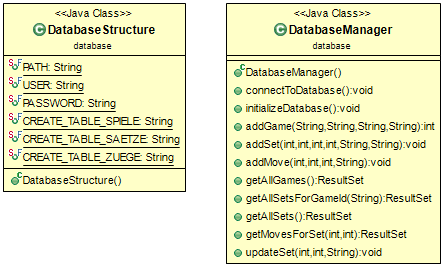 <<Java Class>>
DatabaseStructure
database
PATH: String
USER: String
PASSWORD: String
CREATE_TABLE_SPIELE: String
CREATE_TABLE_SAETZE: String
CREATE_TABLE_ZUEGE: String
DatabaseStructure()
<<Java Class>>
DatabaseManager
database
DatabaseManager()
connectToDatabase():void
initializeDatabase():void
addGame(String,String,String,String):int
addSet(int,int,int,int,String,String):void
addMove(int,int,int,String):void
getAllGames():ResultSet
getAllSetsForGameId(String):ResultSet
getAllSets():ResultSet
getMovesForSet(int,int):ResultSet
updateSet(int,int,String):void